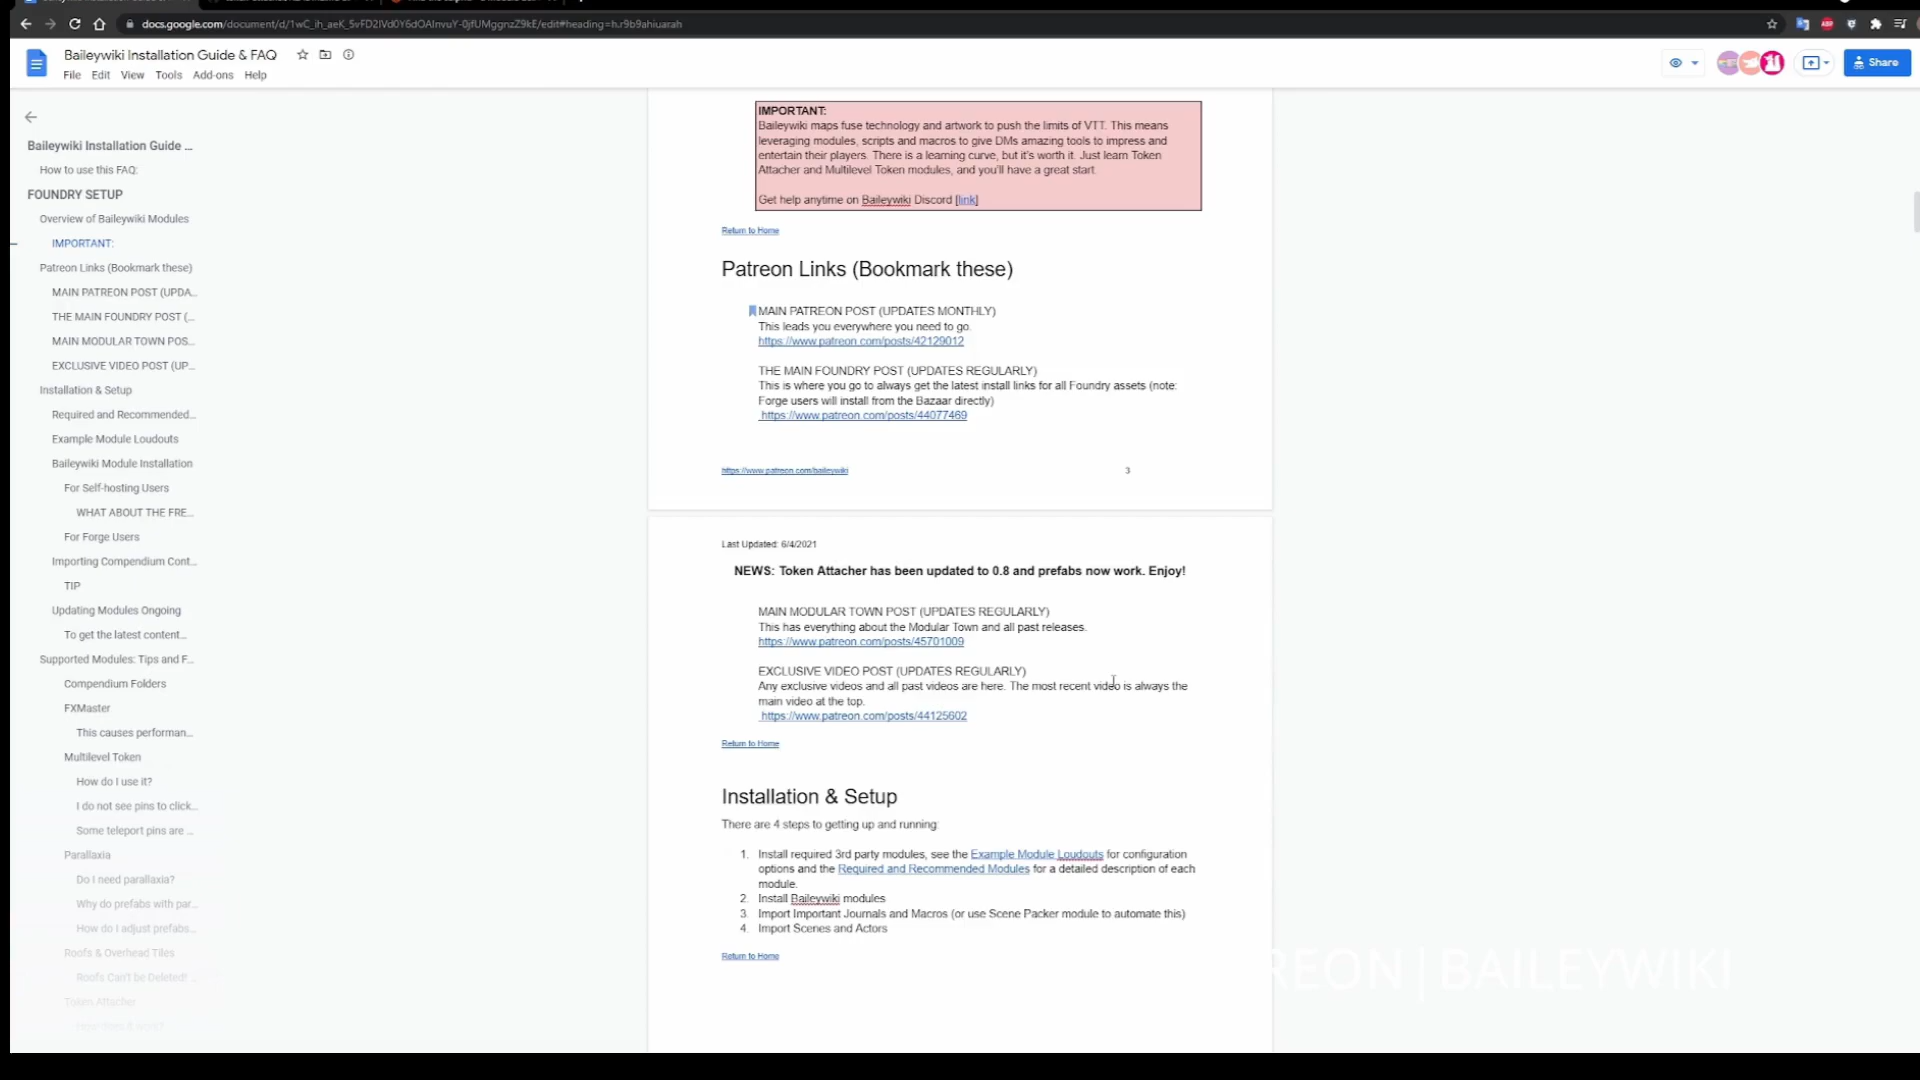 docs.google.com/document/d/1wC_ih_aeK_5vFD2IVd0Y6dOAInvuY-0jfUMggnzZ9kE/edit#heading=h.r9b9ahiuarah
Baileywiki Installation Guide & FAQ
File Edit View Tools Add-ons Help
Share
Baileywiki Installation Guide ...
How to use this FAQ:
FOUNDRY SETUP
Overview of Baileywiki Modules
IMPORTANT:
Patreon Links (Bookmark these)
MAIN PATREON POST (UPDA...
THE MAIN FOUNDRY POST (...
MAIN MODULAR TOWN POS...
EXCLUSIVE VIDEO POST (UP...
Installation & Setup
Required and Recommended...
Example Module Loudouts
Baileywiki Module Installation
For Self-hosting Users
WHAT ABOUT THE FRE...
For Forge Users
Importing Compendium Cont...
TIP
Updating Modules Ongoing
To get the latest content...
Supported Modules: Tips and F...
Compendium Folders
FXMaster
This causes performan...
Multilevel Token
How do I use it?
I do not see pins to click...
Some teleport pins are ...
Parallaxia
Do I need parallaxia?
Why do prefabs with par...
How do I adjust prefabs...
Roofs & Overhead Tiles
Roofs Can't be Deleted! ...
Token Attacher
How does it work?
IMPORTANT:
Baileywiki maps fuse technology and artwork to push the limits of VTT. This means
leveraging modules, scripts and macros to give DMs amazing tools to impress and
entertain their players. There is a learning curve, but it's worth it. Just learn Token
Attacher and Multilevel Token modules, and you'll have a great start.
Get help anytime on Baileywiki Discord [link]
Return to Home
Patreon Links (Bookmark these)
MAIN PATREON POST (UPDATES MONTHLY)
This leads you everywhere you need to go.
https://www.patreon.com/posts/42129012
THE MAIN FOUNDRY POST (UPDATES REGULARLY)
This is where you go to always get the latest install links for all Foundry assets (note:
Forge users will install from the Bazaar directly)
https://www.patreon.com/posts/44077469
https://www.patreon.com/baileywiki 3
Last Updated: 6/4/2021
NEWS: Token Attacher has been updated to 0.8 and prefabs now work. Enjoy!
MAIN MODULAR TOWN POST (UPDATES REGULARLY)
This has everything about the Modular Town and all past releases.
https://www.patreon.com/posts/45701009
EXCLUSIVE VIDEO POST (UPDATES REGULARLY)
Any exclusive videos and all past videos are here. The most recent video is always the
main video at the top.
https://www.patreon.com/posts/44125602
Return to Home
Installation & Setup
There are 4 steps to getting up and running:
1. Install required 3rd party modules, see the Example Module Loudouts for configuration
options and the Required and Recommended Modules for a detailed description of each
module.
2. Install Baileywiki modules
3. Import Important Journals and Macros (or use Scene Packer module to automate this)
4. Import Scenes and Actors
Return to Home
REON|BAILEYWIKI